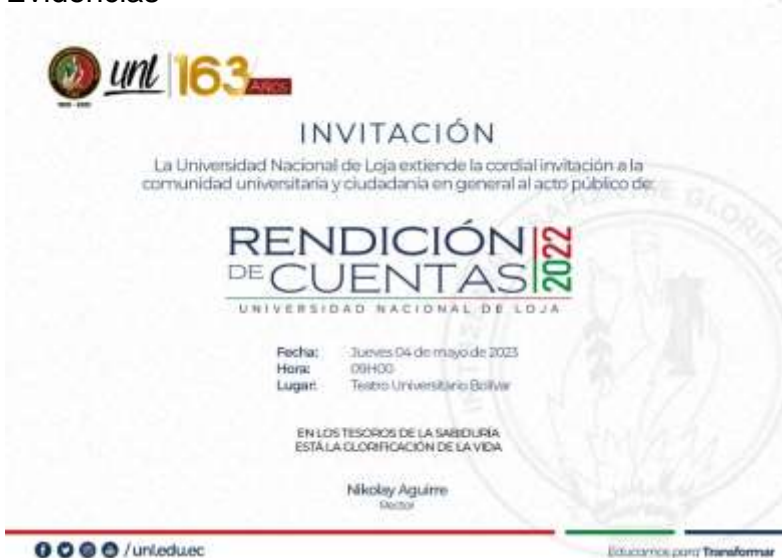 Evidencias
unl 163 AÑOS
INVITACIÓN
La Universidad Nacional de Loja extiende la cordial invitación a la
comunidad universitaria y ciudadanía en general al acto público de:
RENDICIÓN
DE CUENTAS
2022
UNIVERSIDAD NACIONAL DE LOJA
Fecha: Jueves 04 de mayo de 2023
Hora: 09H00
Lugar: Teatro Universitario Bolívar
EN LOS TESOROS DE LA SABIDURÍA
ESTÁ LA GLORIFICACIÓN DE LA VIDA
Nikolay Aguirre
Rector
/unl.edu.ec
Educamos para Transformar